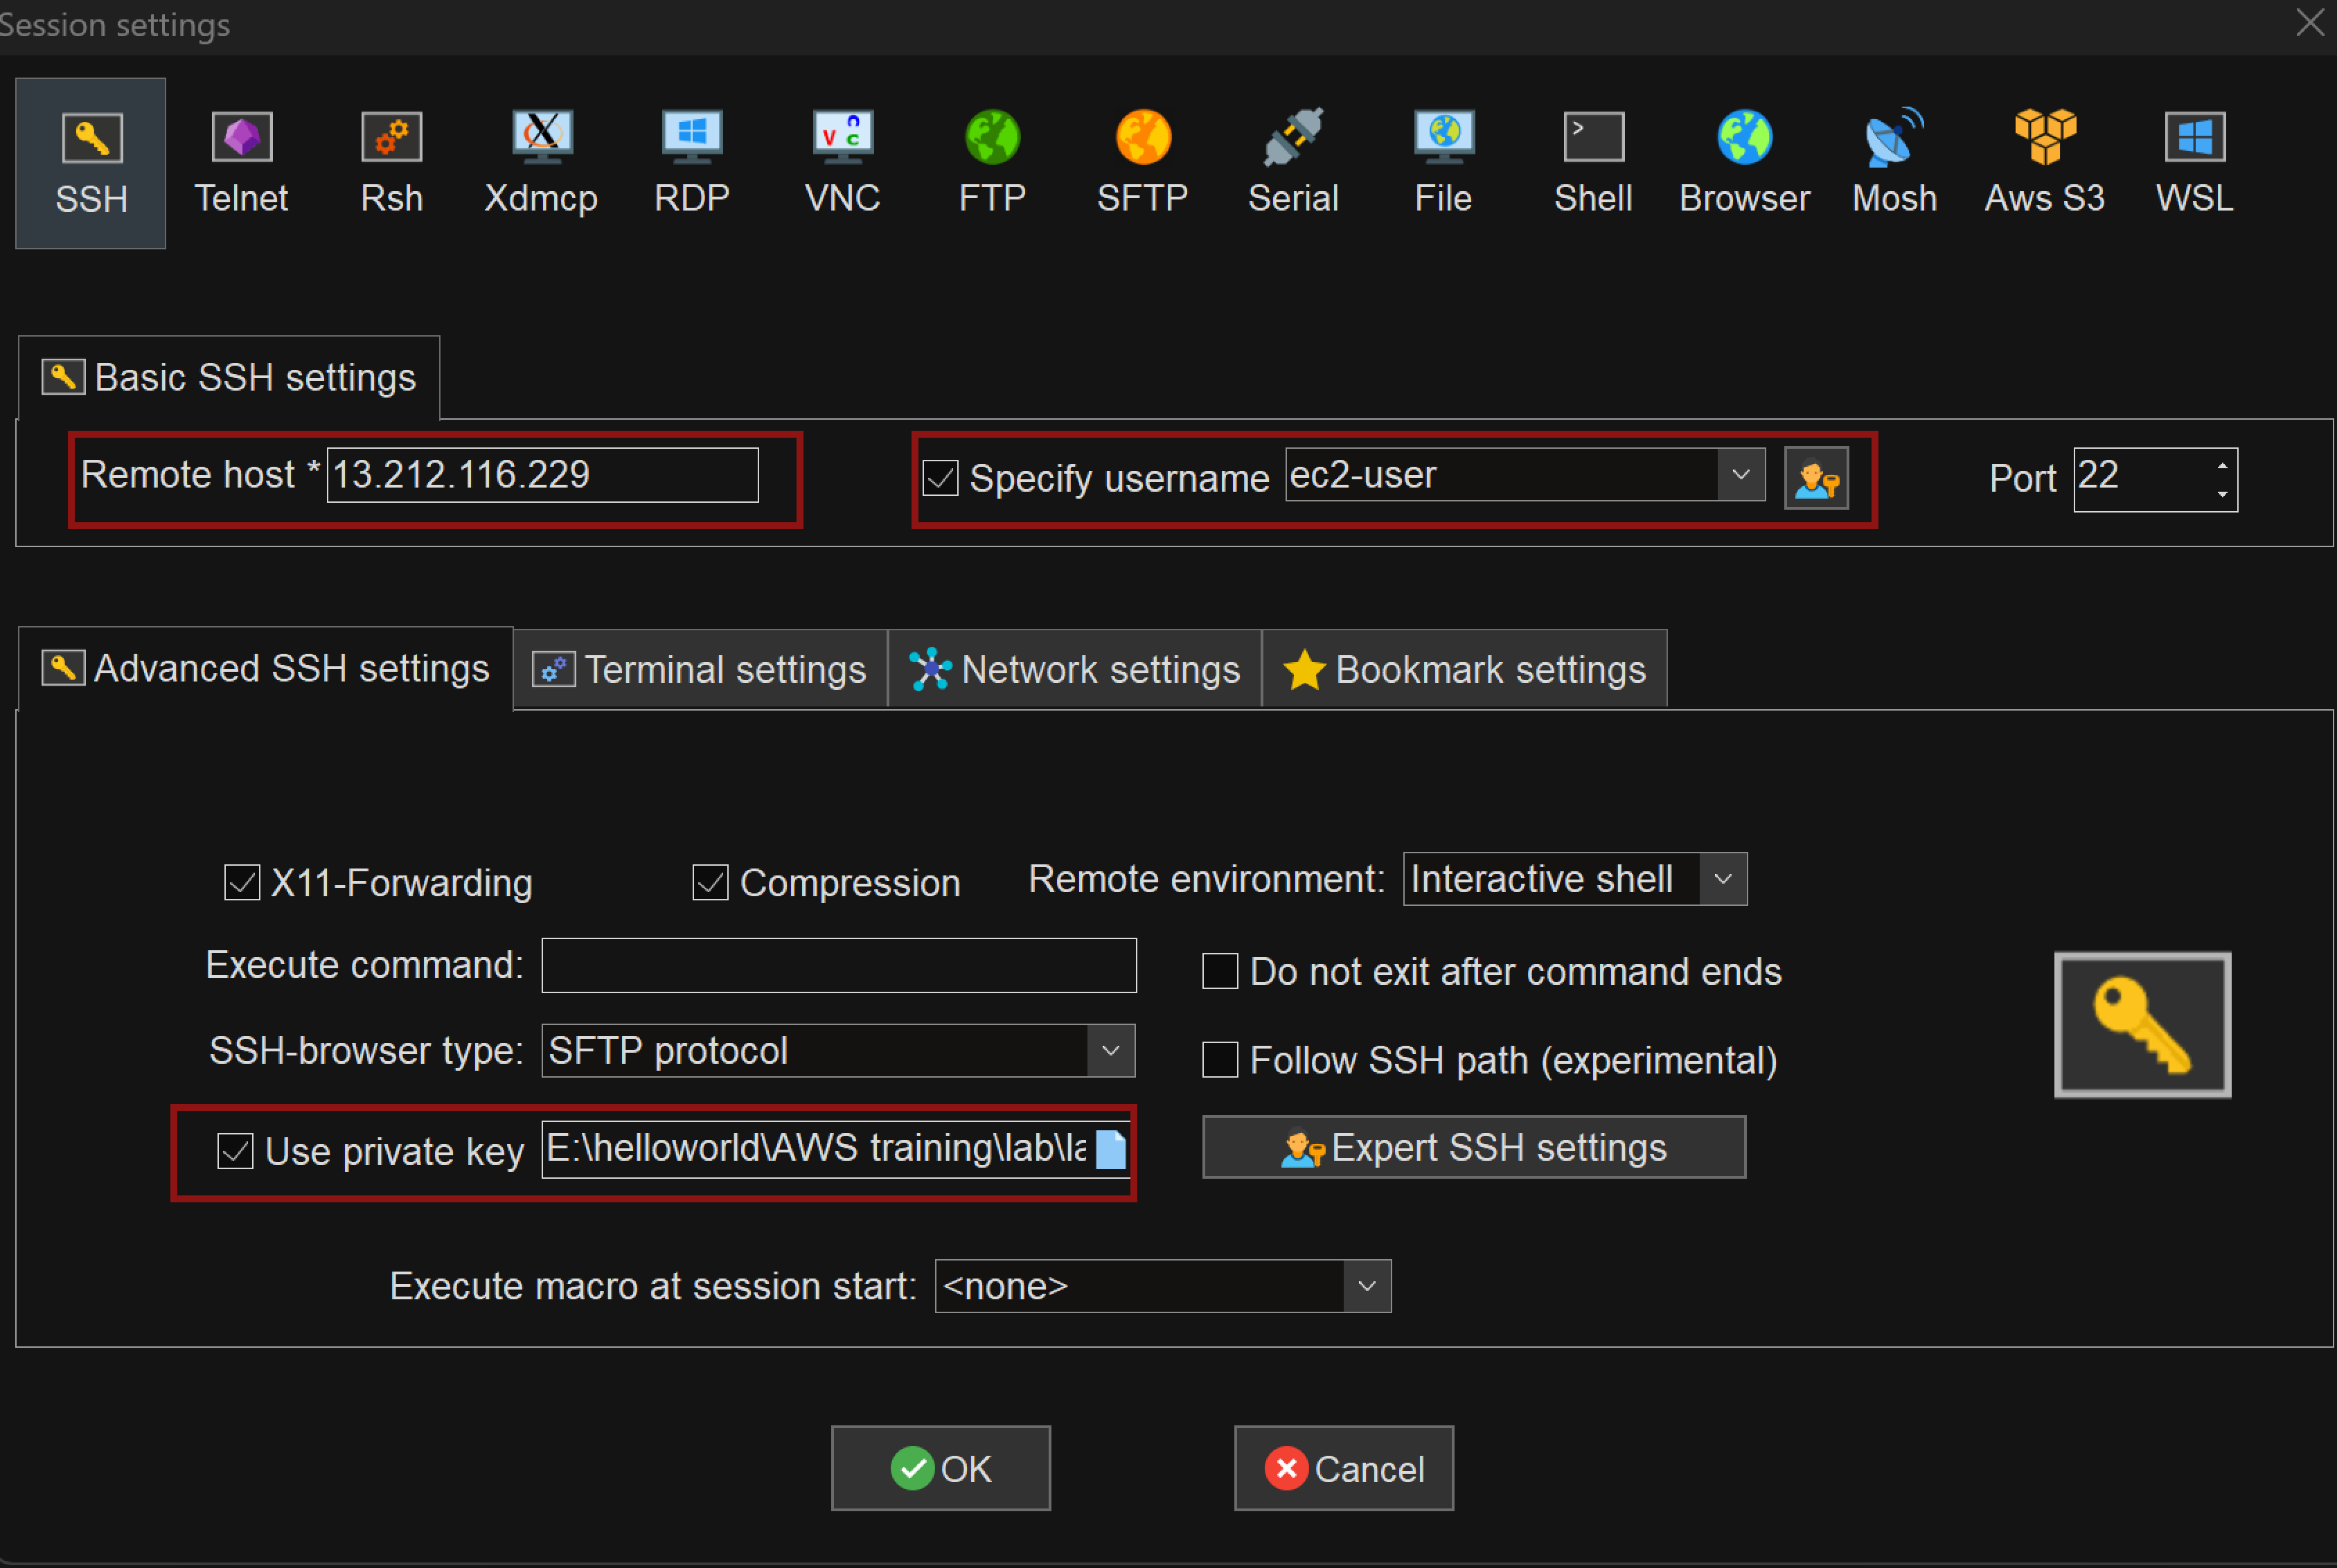 Session settings
SSH Telnet Rsh Xdmcp RDP VNC FTP SFTP Serial File Shell Browser Mosh Aws S3 WSL
Basic SSH settings
Remote host * 13.212.116.229 Specify username ec2-user Port 22
Advanced SSH settings Terminal settings Network settings Bookmark settings
X11-Forwarding Compression Remote environment: Interactive shell
Execute command: Do not exit after command ends
SSH-browser type: SFTP protocol Follow SSH path (experimental)
Use private key E:\helloworld\AWS training\lab\la Expert SSH settings
Execute macro at session start: <none>
OK Cancel